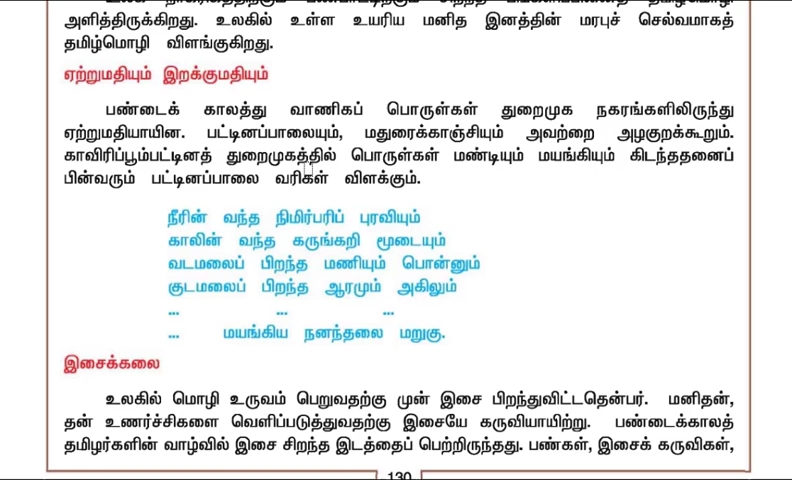 அளித்திருக்கிறது. உலகில் உள்ள உயரிய மனித இனத்தின் மரபுச் செல்வமாகத்
தமிழ்மொழி விளங்குகிறது.
ஏற்றுமதியும் இறக்குமதியும்
பண்டைக் காலத்து வாணிகப் பொருள்கள் துறைமுக நகரங்களிலிருந்து
ஏற்றுமதியாயின. பட்டினப்பாலையும், மதுரைக்காஞ்சியும் அவற்றை அழகுறக்கூறும்.
காவிரிப்பூம்பட்டினத் துறைமுகத்தில் பொருள்கள் மண்டியும் மயங்கியும் கிடந்ததனைப்
பின்வரும் பட்டினப்பாலை வரிகள் விளக்கும்.
நீரின் வந்த நிமிர்பரிப் புரவியும்
காலின் வந்த கருங்கறி மூடையும்
வடமலைப் பிறந்த மணியும் பொன்னும்
குடமலைப் பிறந்த ஆரமும் அகிலும்
... ... ...
... மயங்கிய நனந்தலை மறுகு.
இசைக்கலை
உலகில் மொழி உருவம் பெறுவதற்கு முன் இசை பிறந்துவிட்டதென்பர். மனிதன்,
தன் உணர்ச்சிகளை வெளிப்படுத்துவதற்கு இசையே கருவியாயிற்று. பண்டைக்காலத்
தமிழர்களின் வாழ்வில் இசை சிறந்த இடத்தைப் பெற்றிருந்தது. பண்கள், இசைக் கருவிகள்,
130